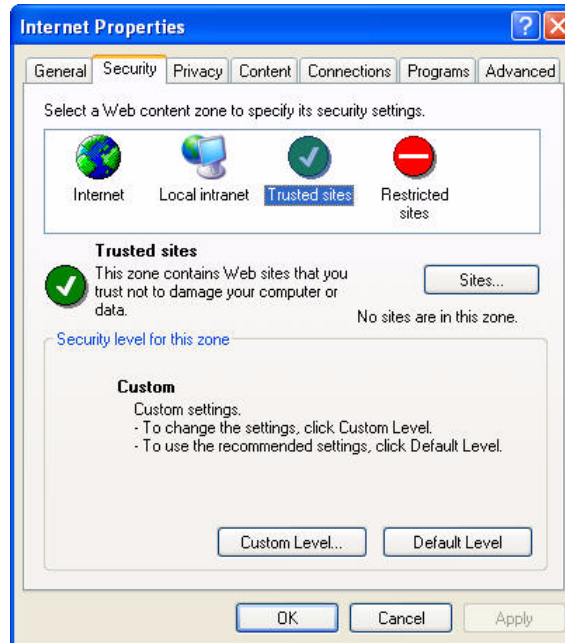 Internet Properties
?
General Security Privacy Content Connections Programs Advanced
Select a Web content zone to specify its security settings.
Internet Local intranet Trusted sites Restricted
sites
Trusted sites
This zone contains Web sites that you
trust not to damage your computer or
data.
Sites...
No sites are in this zone.
Security level for this zone
Custom
Custom settings.
- To change the settings, click Custom Level.
- To use the recommended settings, click Default Level.
Custom Level... Default Level
OK Cancel Apply